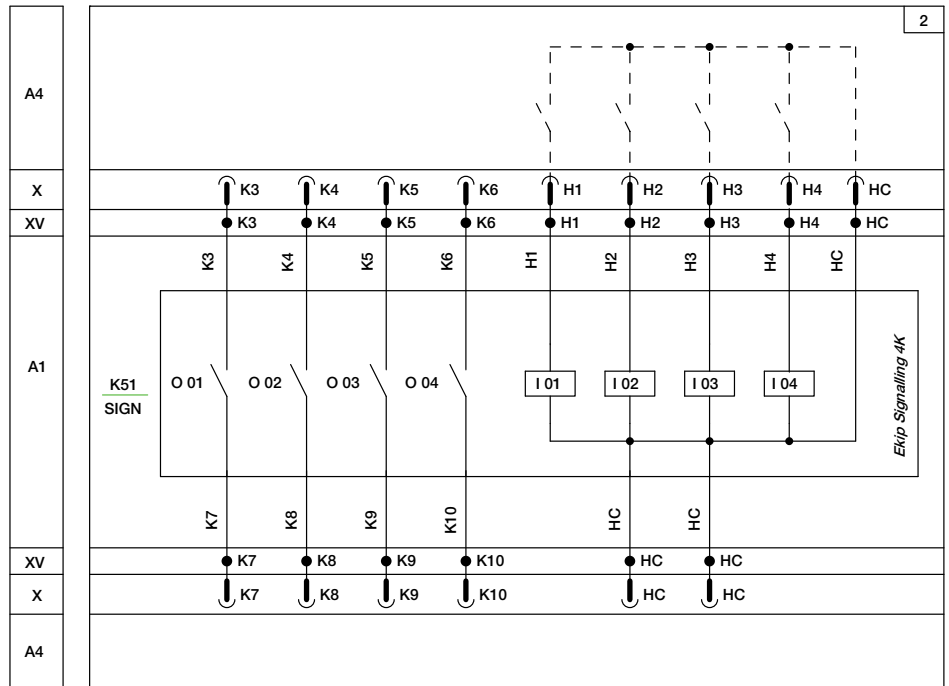 2
A4
X K3 K4 K5 K6 H1 H2 H3 H4 HC
XV K3 K4 K5 K6 H1 H2 H3 H4 HC
K3 K4 K5 K6 H1 H2 H3 H4 HC
A1
K51
SIGN
O 01 O 02 O 03 O 04 I 01 I 02 I 03 I 04
Ekip Signalling 4K
K7 K8 K9 K10 HC HC
XV K7 K8 K9 K10 HC HC
X K7 K8 K9 K10 HC HC
A4